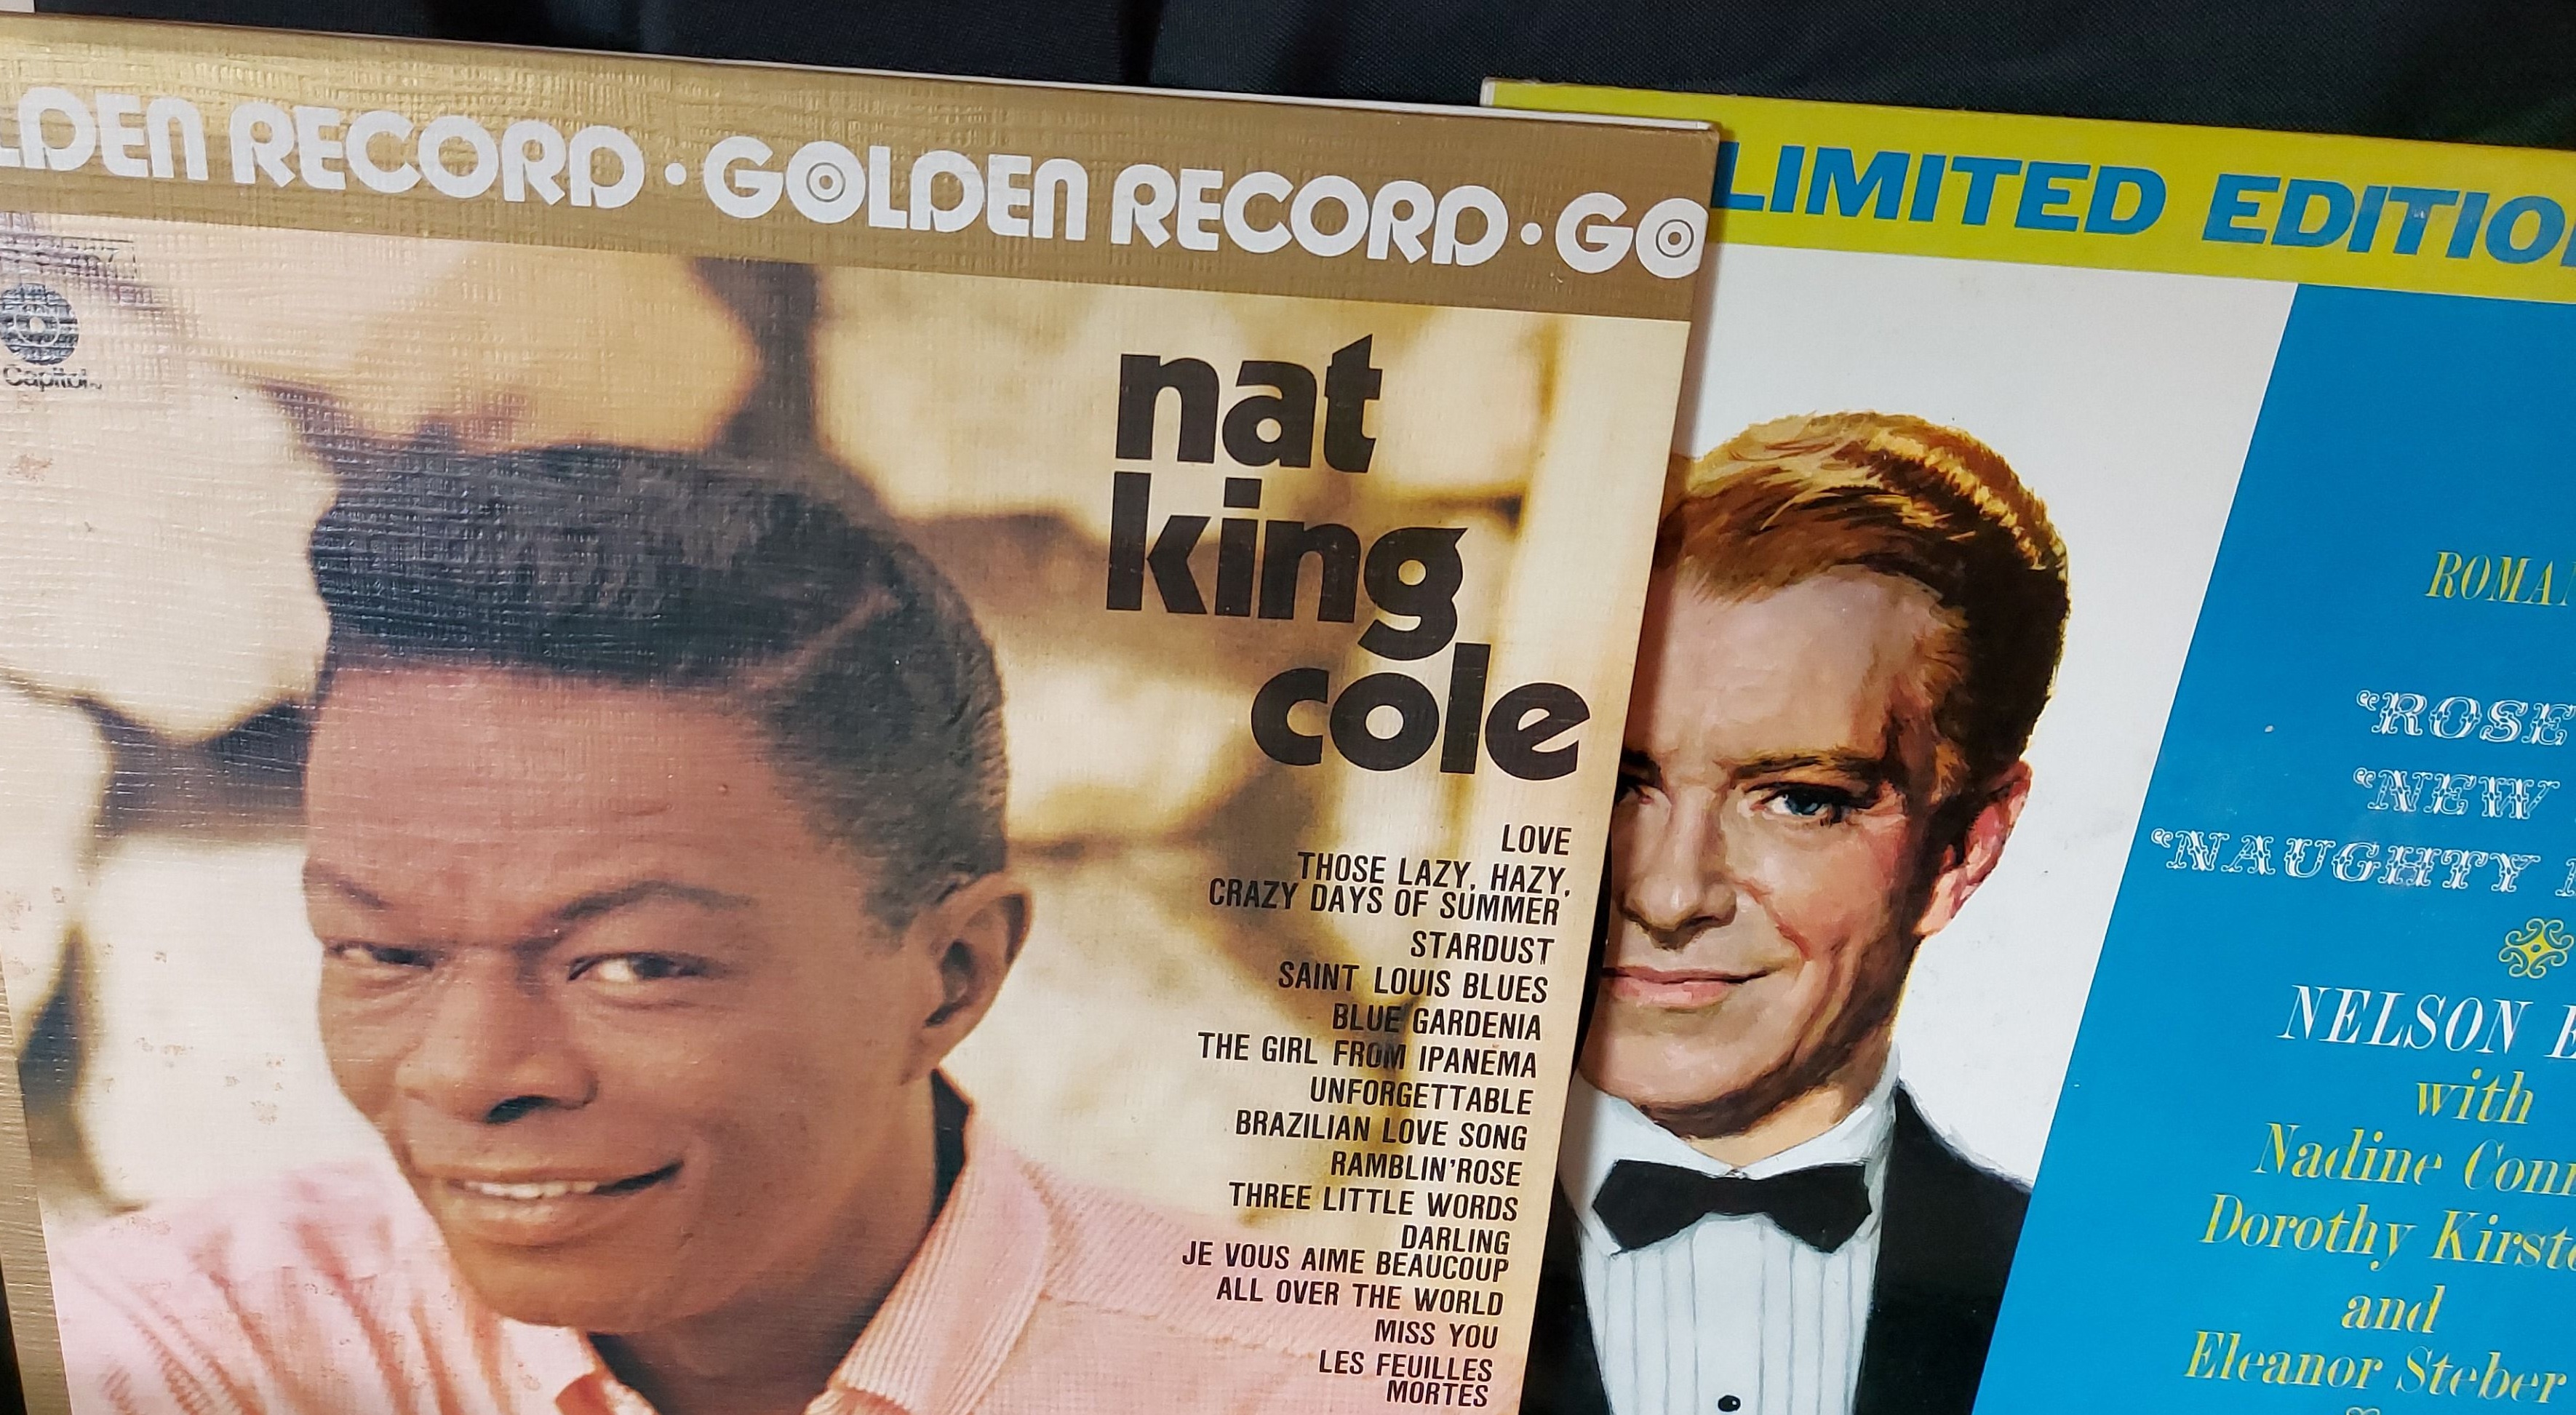 LDEN RECORD • GOLDEN RECORD • GO
Capitol
nat
king
cole
LOVE
THOSE LAZY, HAZY,
CRAZY DAYS OF SUMMER
STARDUST
SAINT LOUIS BLUES
BLUE GARDENIA
THE GIRL FROM IPANEMA
UNFORGETTABLE
BRAZILIAN LOVE SONG
RAMBLIN'ROSE
THREE LITTLE WORDS
DARLING
JE VOUS AIME BEAUCOUP
ALL OVER THE WORLD
MISS YOU
LES FEUILLES
MORTES
LIMITED EDITIO
ROMAN
"ROSE
"NEW
"NAUGHTY
NELSON E
with
Nadine Con
Dorothy Kirst
and
Eleanor Steber